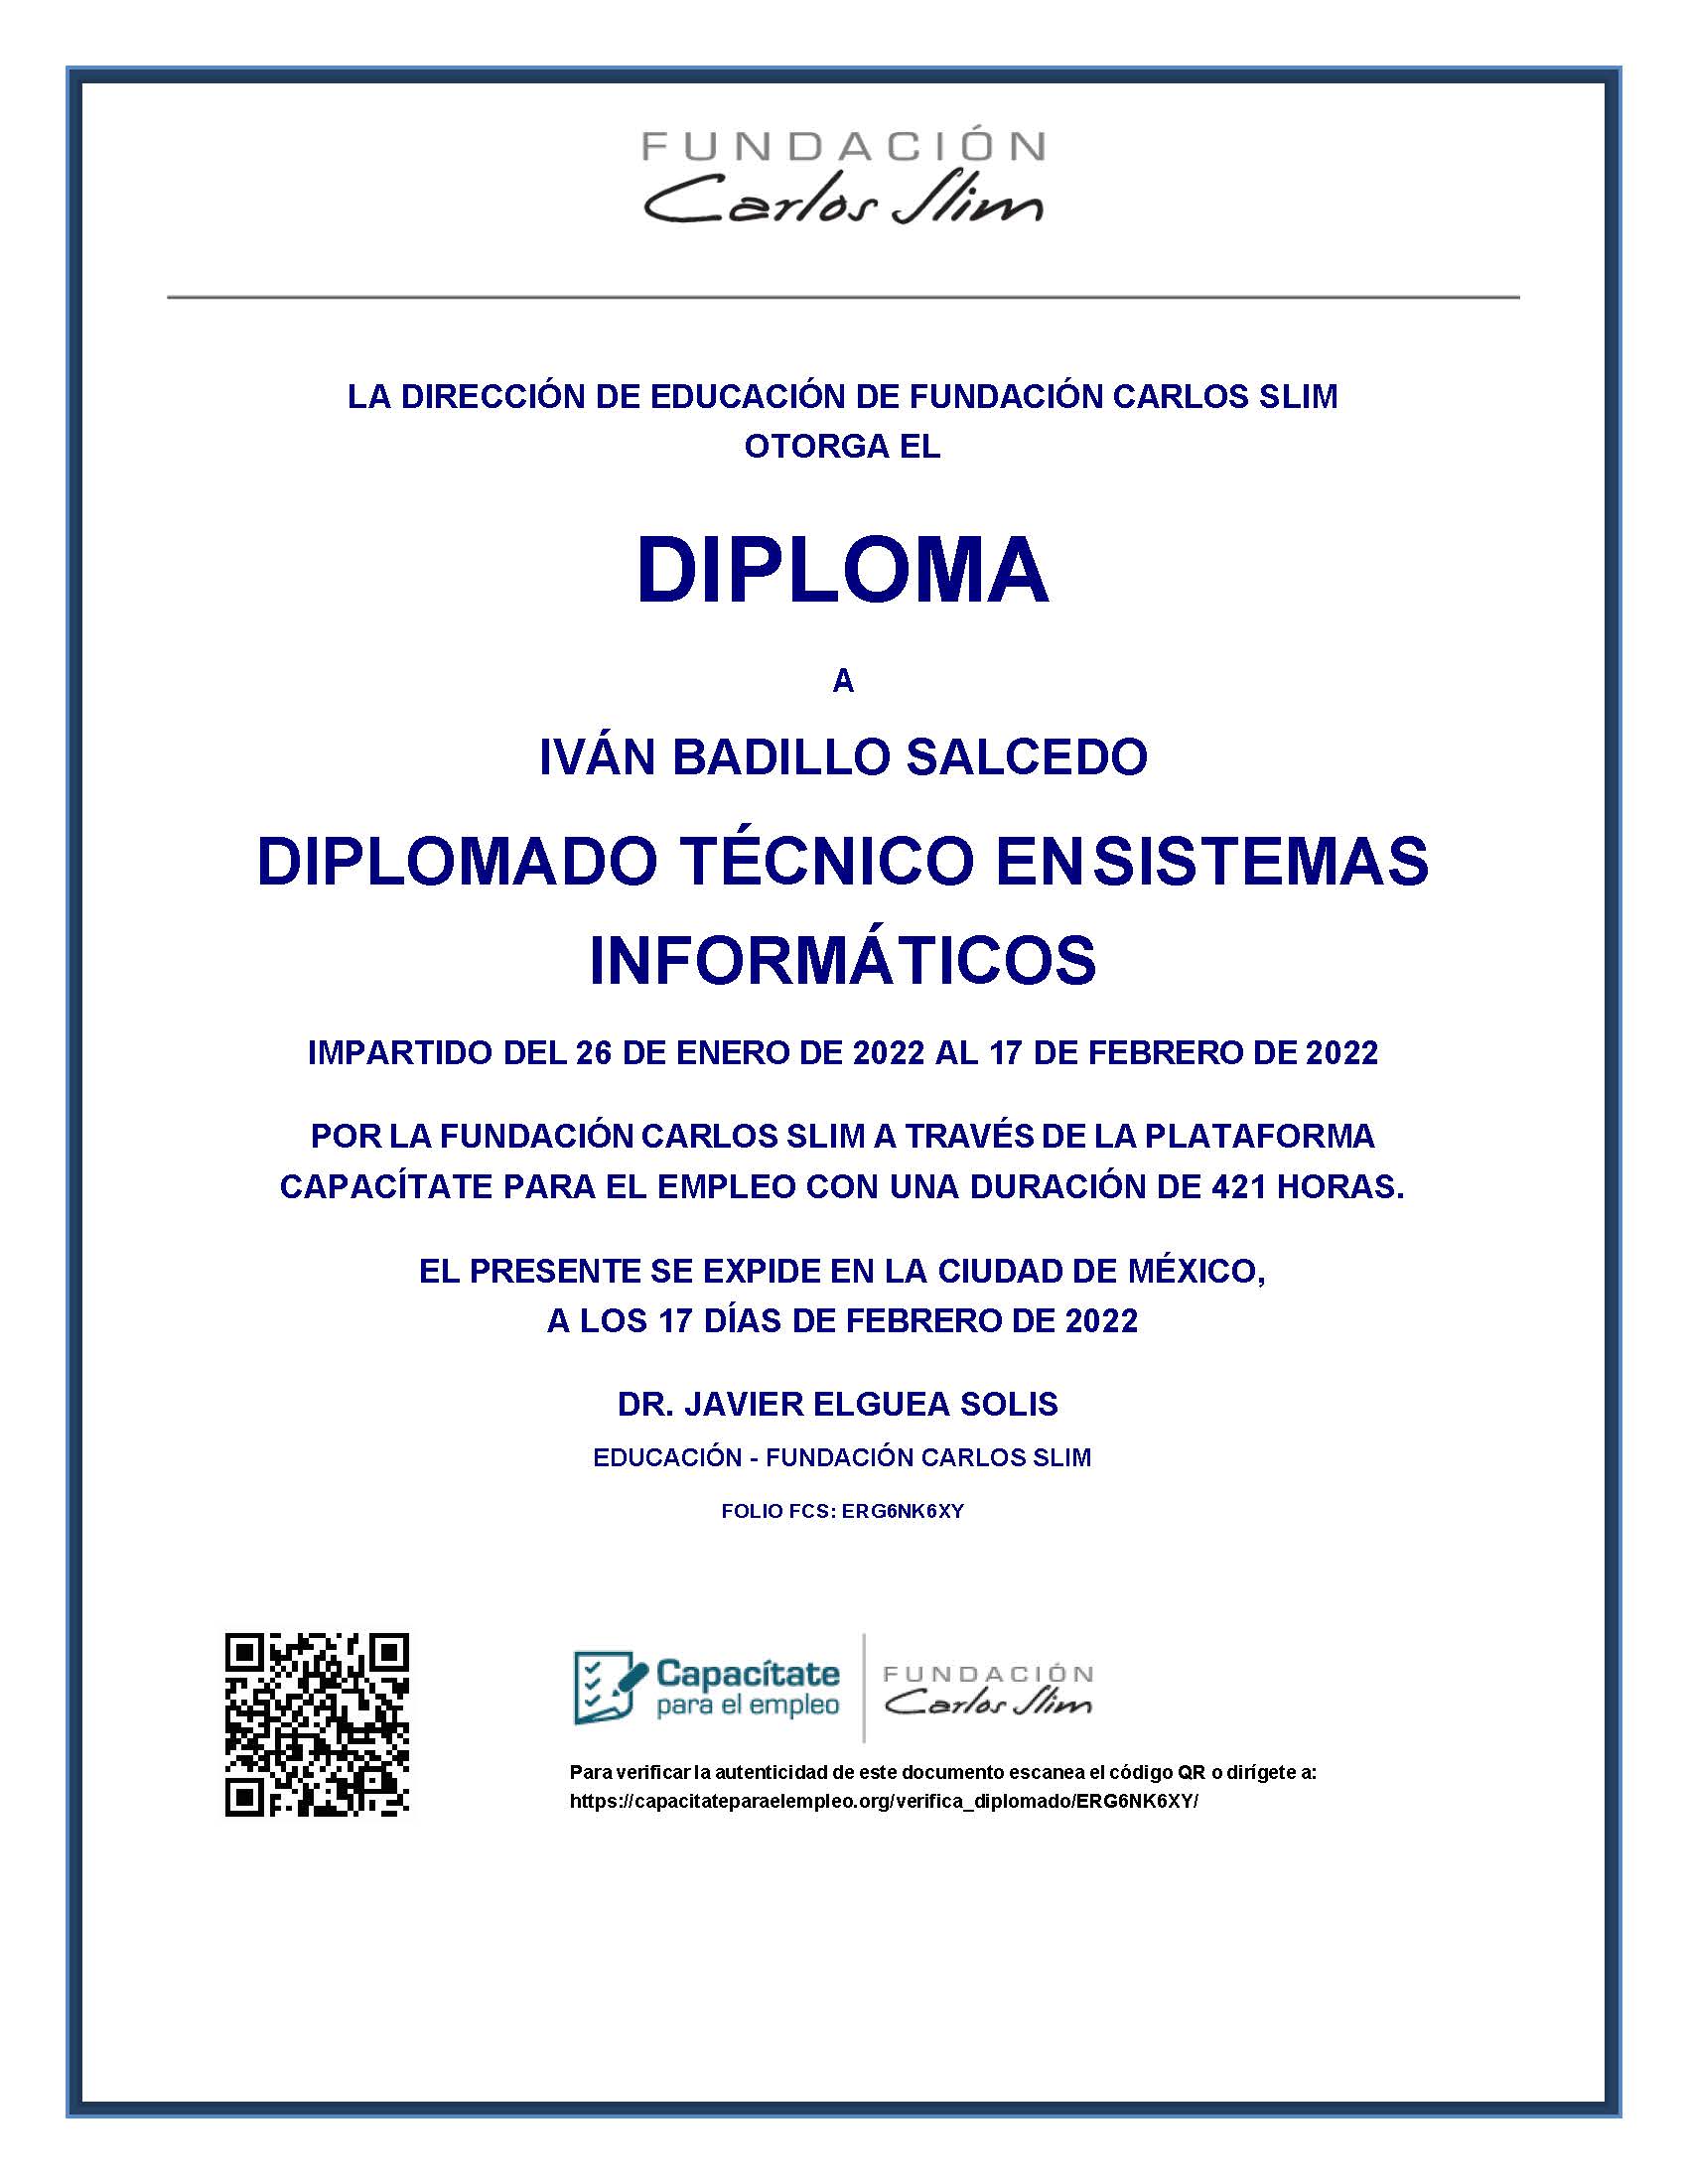 FUNDACIÓN
Carlos Slim
LA DIRECCIÓN DE EDUCACIÓN DE FUNDACIÓN CARLOS SLIM
OTORGA EL
DIPLOMA
A
IVÁN BADILLO SALCEDO
DIPLOMADO TÉCNICO EN SISTEMAS
INFORMÁTICOS
IMPARTIDO DEL 26 DE ENERO DE 2022 AL 17 DE FEBRERO DE 2022
POR LA FUNDACIÓN CARLOS SLIM A TRAVÉS DE LA PLATAFORMA
CAPACÍTATE PARA EL EMPLEO CON UNA DURACIÓN DE 421 HORAS.
EL PRESENTE SE EXPIDE EN LA CIUDAD DE MÉXICO,
A LOS 17 DÍAS DE FEBRERO DE 2022
DR. JAVIER ELGUEA SOLIS
EDUCACIÓN - FUNDACIÓN CARLOS SLIM
FOLIO FCS: ERG6NK6XY
Capacítate
para el empleo
FUNDACIÓN
Carlos Slim
Para verificar la autenticidad de este documento escanea el código QR o dirígete a:
https://capacitateparaelempleo.org/verifica_diplomado/ERG6NK6XY/